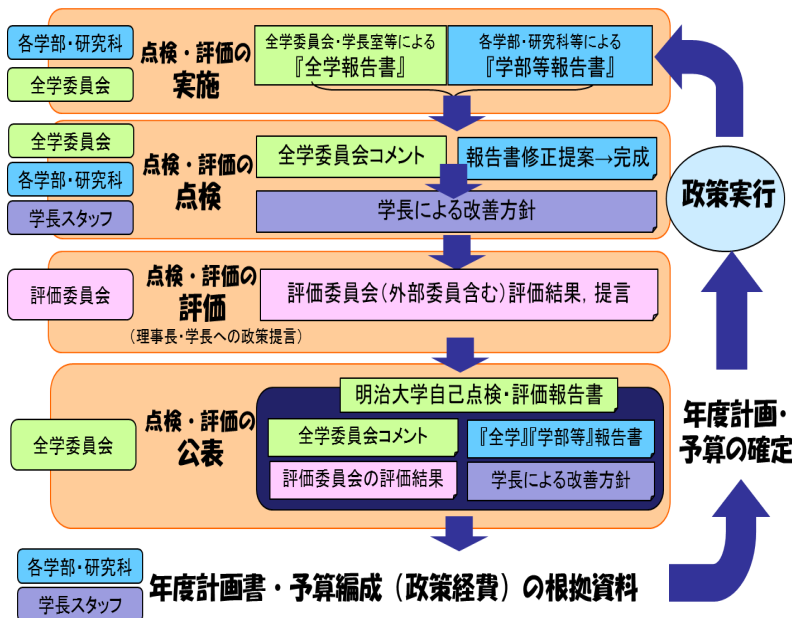 各学部・研究科
全学委員会
点検・評価の
実施
全学委員会・学長室等による
『全学報告書』
各学部・研究科等による
『学部等報告書』
全学委員会
各学部・研究科
学長スタッフ
点検・評価の
点検
全学委員会コメント
報告書修正提案→完成
学長による改善方針
政策実行
評価委員会
点検・評価の
評価
（理事長・学長への政策提言）
評価委員会（外部委員含む）評価結果，提言
全学委員会
点検・評価の
公表
明治大学自己点検・評価報告書
全学委員会コメント
『全学』『学部等』報告書
評価委員会の評価結果
学長による改善方針
年度計画・
予算の確定
各学部・研究科
学長スタッフ
年度計画書・予算編成（政策経費）の根拠資料